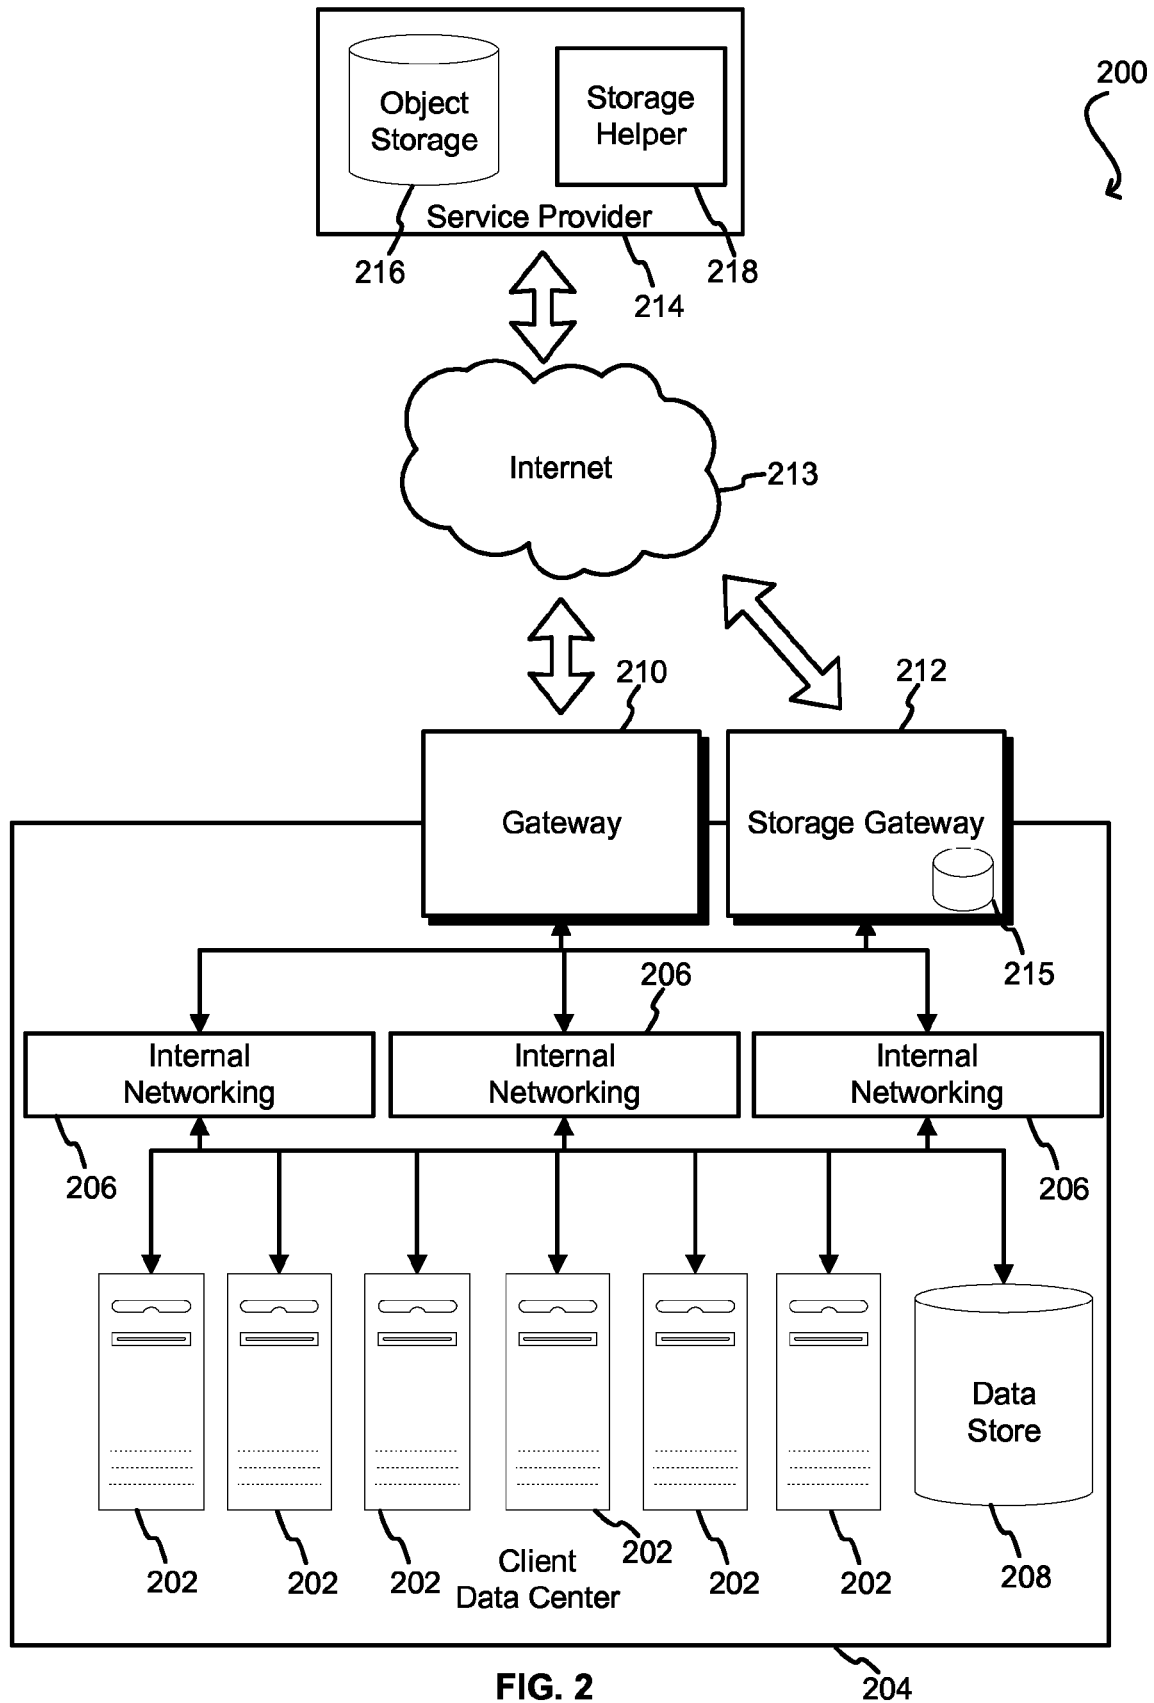 200
Object
Storage
Storage
Helper
Service Provider
216
218
214
Internet
213
210
212
Gateway
Storage Gateway
215
206
Internal
Networking
Internal
Networking
Internal
Networking
206
206
Data
Store
202
202
202
202
202
202
208
Client
Data Center
204
FIG. 2